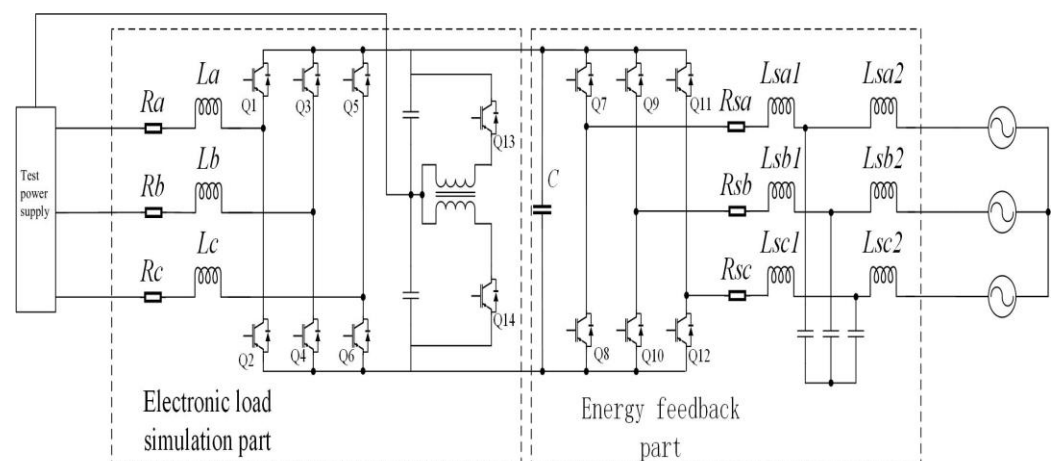 La
Lsa1
Lsa2
Ra
Q1
Q3
Q5
Q7
Q9
Q11
Rsa
Q13
Test
power
supply
Lb
Rb
C
Lsb1
Lsb2
Rsb
Lc
Rc
Lsc1
Lsc2
Rsc
Q14
Q2
Q4
Q6
Q8
Q10
Q12
Electronic load
simulation part
Energy feedback
part